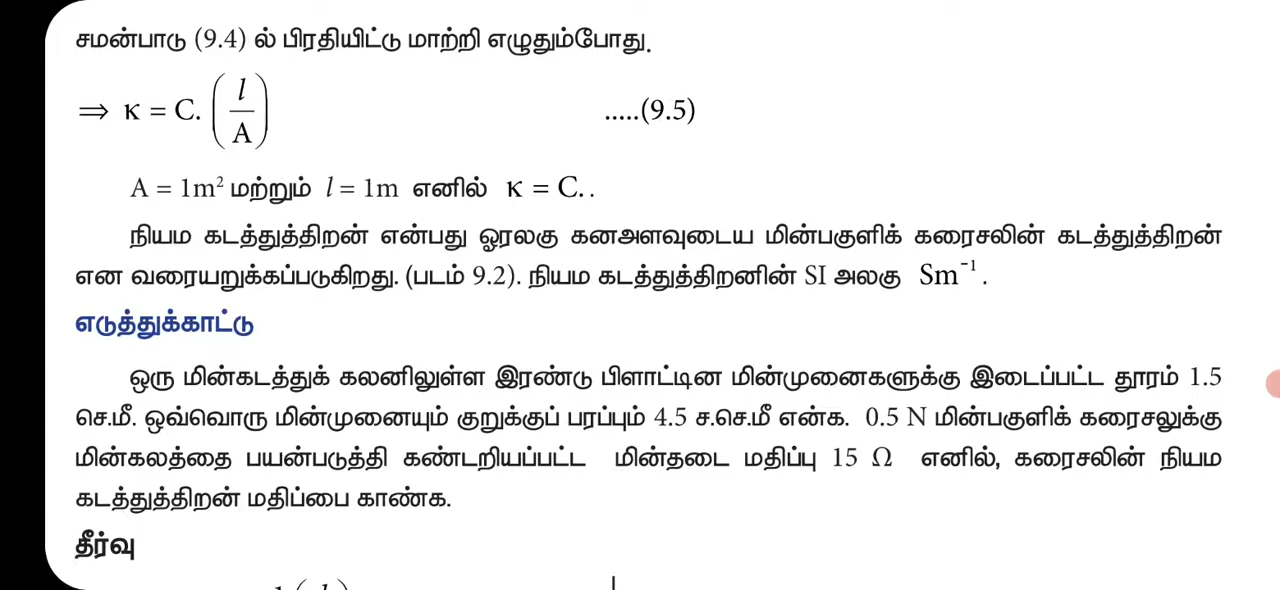 சமன்பாடு (9.4) ல் பிரதியிட்டு மாற்றி எழுதும்போது.
⇒ κ = C. (l/A) .....(9.5)
A = 1m² மற்றும் l = 1m எனில் κ = C..
நியம கடத்துத்திறன் என்பது ஓரலகு கனஅளவுடைய மின்பகுளிக் கரைசலின் கடத்துத்திறன்
என வரையறுக்கப்படுகிறது. (படம் 9.2). நியம கடத்துத்திறனின் SI அலகு Sm⁻¹.
எடுத்துக்காட்டு
ஒரு மின்கடத்துக் கலனிலுள்ள இரண்டு பிளாட்டின மின்முனைகளுக்கு இடைப்பட்ட தூரம் 1.5
செ.மீ. ஒவ்வொரு மின்முனையும் குறுக்குப் பரப்பும் 4.5 ச.செ.மீ என்க. 0.5 N மின்பகுளிக் கரைசலுக்கு
மின்கலத்தை பயன்படுத்தி கண்டறியப்பட்ட மின்தடை மதிப்பு 15 Ω எனில், கரைசலின் நியம
கடத்துத்திறன் மதிப்பை காண்க.
தீர்வு